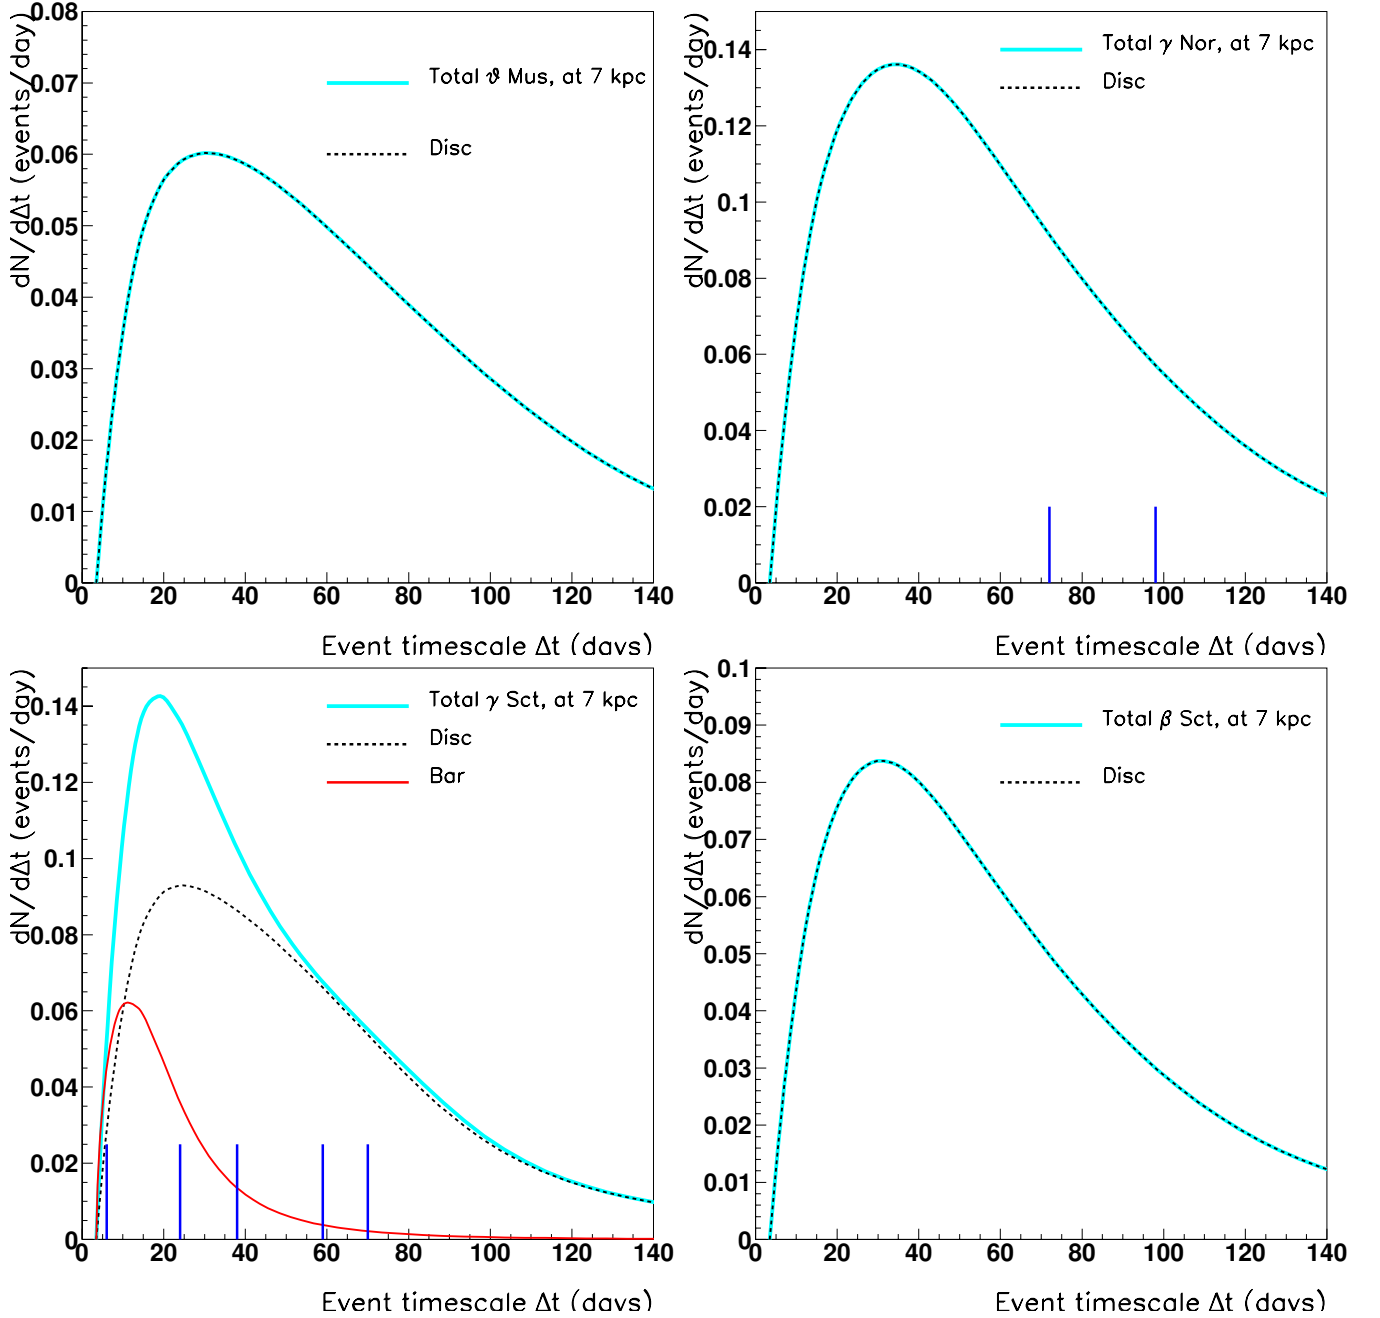 dN/dΔt (events/day)
0.08
0.07
0.06
0.05
0.04
0.03
0.02
0.01
0
0 20 40 60 80 100 120 140
Total ϑ Mus, at 7 kpc
Disc
Event timescale Δt (days)
dN/dΔt (events/day)
0.14
0.12
0.1
0.08
0.06
0.04
0.02
0
0 20 40 60 80 100 120 140
Total γ Nor, at 7 kpc
Disc
Event timescale Δt (days)
dN/dΔt (events/day)
0.14
0.12
0.1
0.08
0.06
0.04
0.02
0
0 20 40 60 80 100 120 140
Total γ Sct, at 7 kpc
Disc
Bar
Event timescale Δt (days)
dN/dΔt (events/day)
0.1
0.09
0.08
0.07
0.06
0.05
0.04
0.03
0.02
0.01
0
0 20 40 60 80 100 120 140
Total β Sct, at 7 kpc
Disc
Event timescale Δt (days)